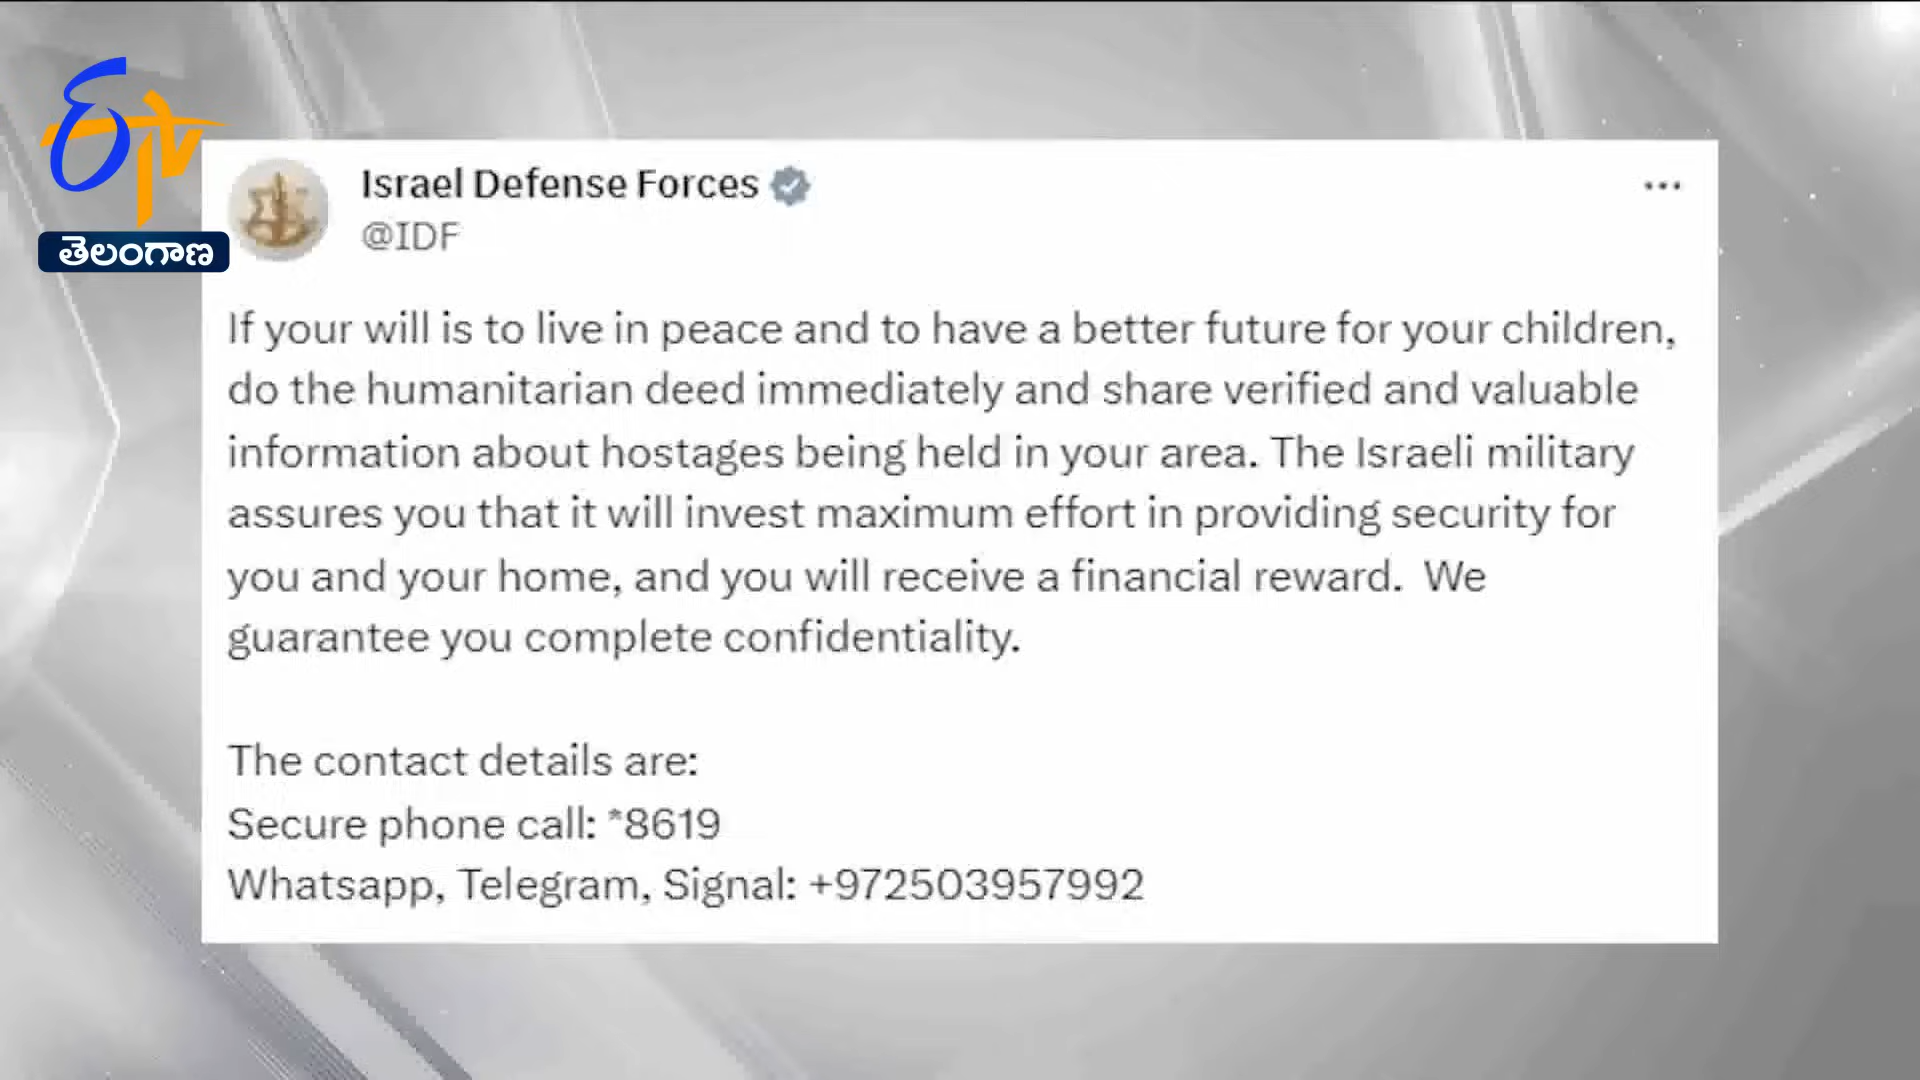 ETV
తెలంగాణ
Israel Defense Forces
@IDF
If your will is to live in peace and to have a better future for your children,
do the humanitarian deed immediately and share verified and valuable
information about hostages being held in your area. The Israeli military
assures you that it will invest maximum effort in providing security for
you and your home, and you will receive a financial reward.  We
guarantee you complete confidentiality.
The contact details are:
Secure phone call: *8619
Whatsapp, Telegram, Signal: +972503957992